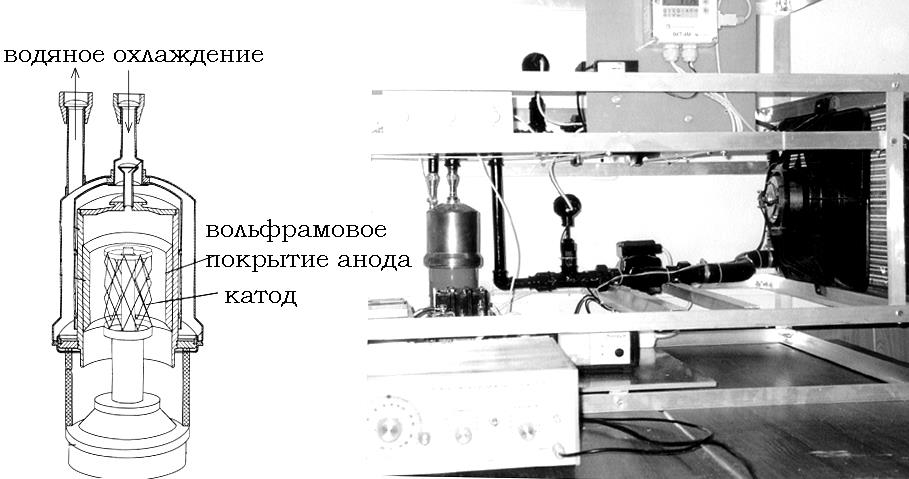 водяное охлаждение
вольфрамовое
покрытие анода
катод